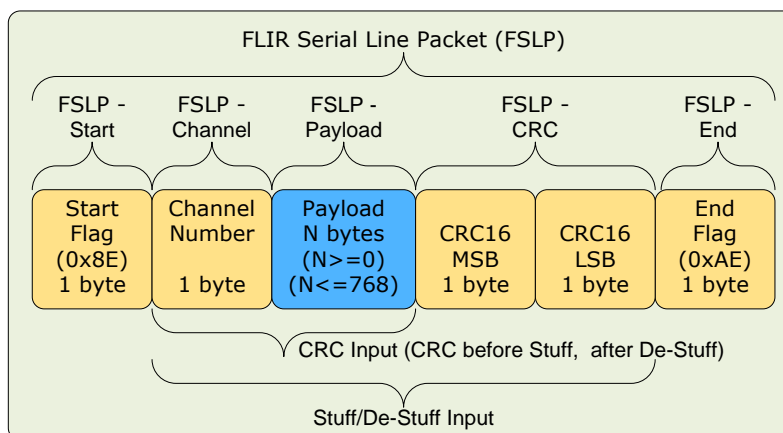 FLIR Serial Line Packet (FSLP)
FSLP -
Start
FSLP -
Channel
FSLP -
Payload
FSLP -
CRC
FSLP -
End
Start
Flag
(0x8E)
1 byte
Channel
Number
1 byte
Payload
N bytes
(N>=0)
(N<=768)
CRC16
MSB
1 byte
CRC16
LSB
1 byte
End
Flag
(0xAE)
1 byte
CRC Input (CRC before Stuff, after De-Stuff)
Stuff/De-Stuff Input